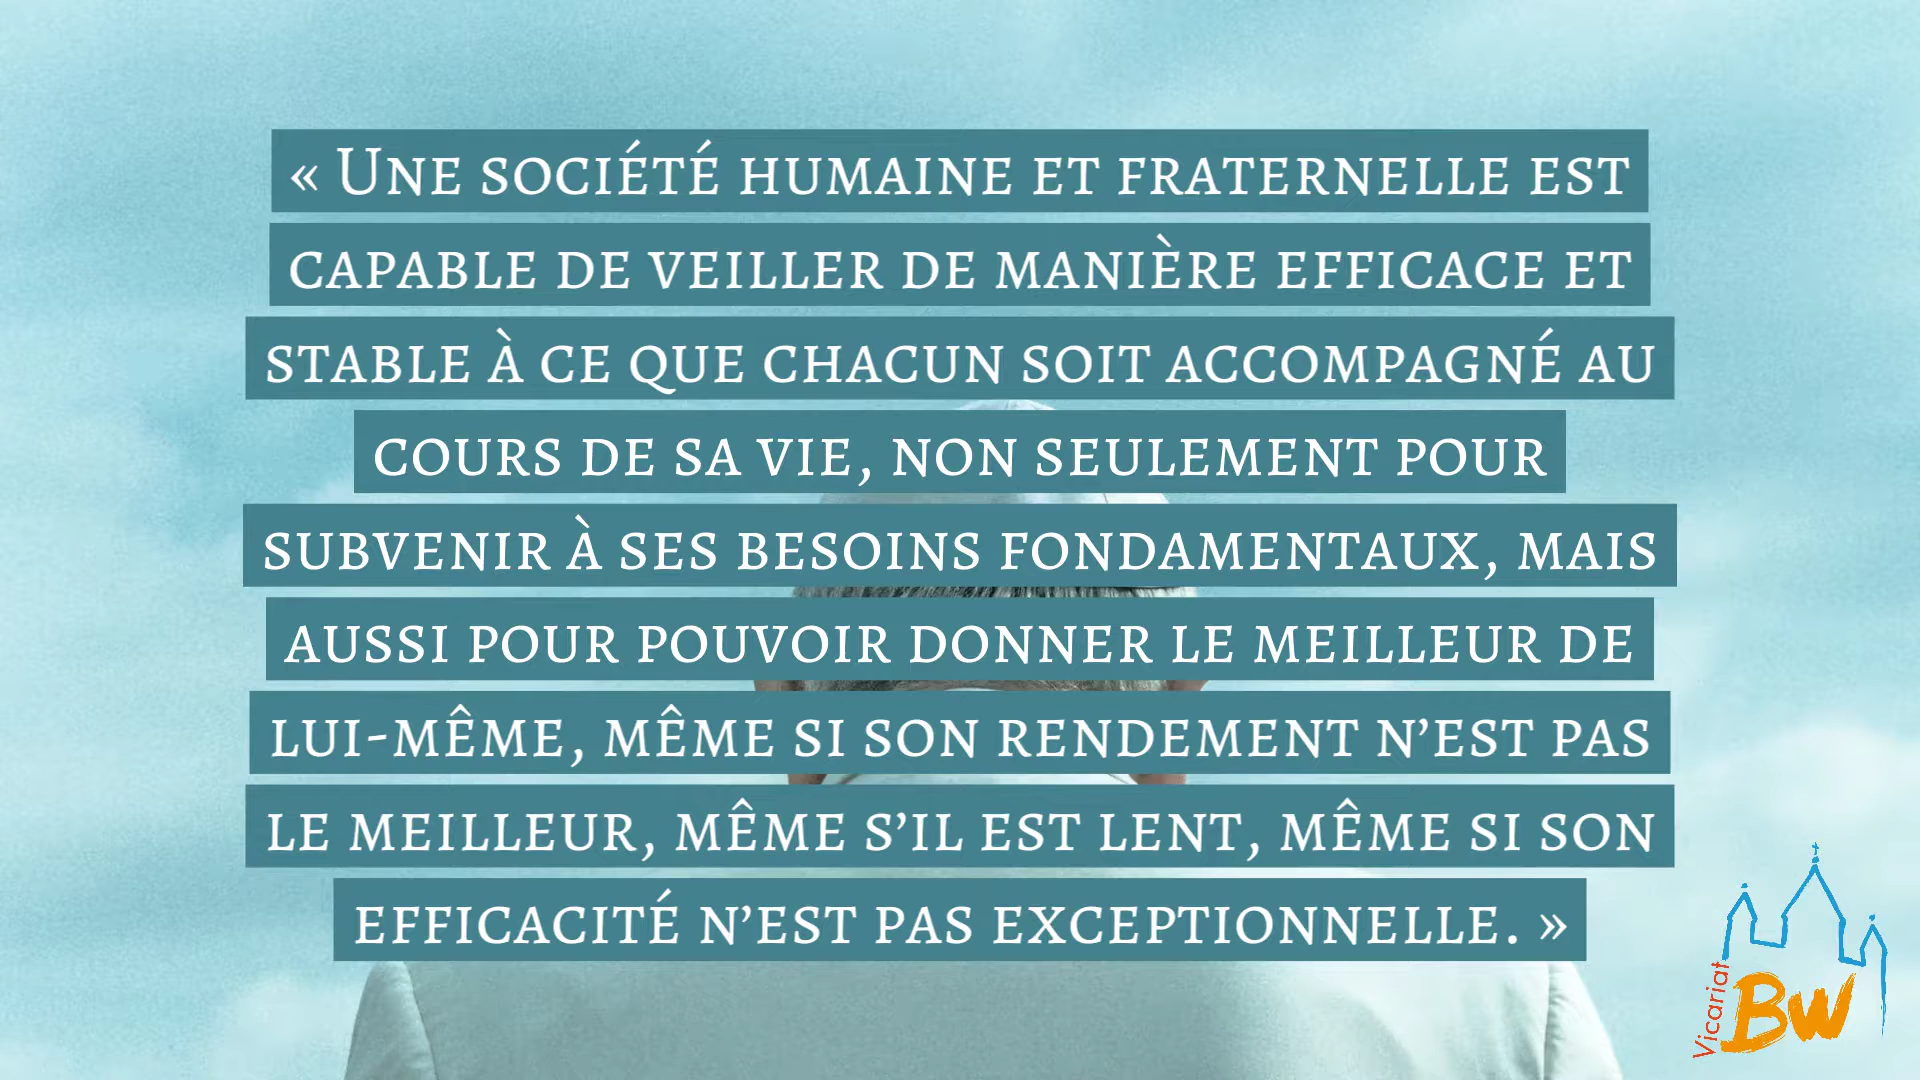 « Une société humaine et fraternelle est
capable de veiller de manière efficace et
stable à ce que chacun soit accompagné au
cours de sa vie, non seulement pour
subvenir à ses besoins fondamentaux, mais
aussi pour pouvoir donner le meilleur de
lui-même, même si son rendement n’est pas
le meilleur, même s’il est lent, même si son
efficacité n’est pas exceptionnelle. »
Vicariat
BW